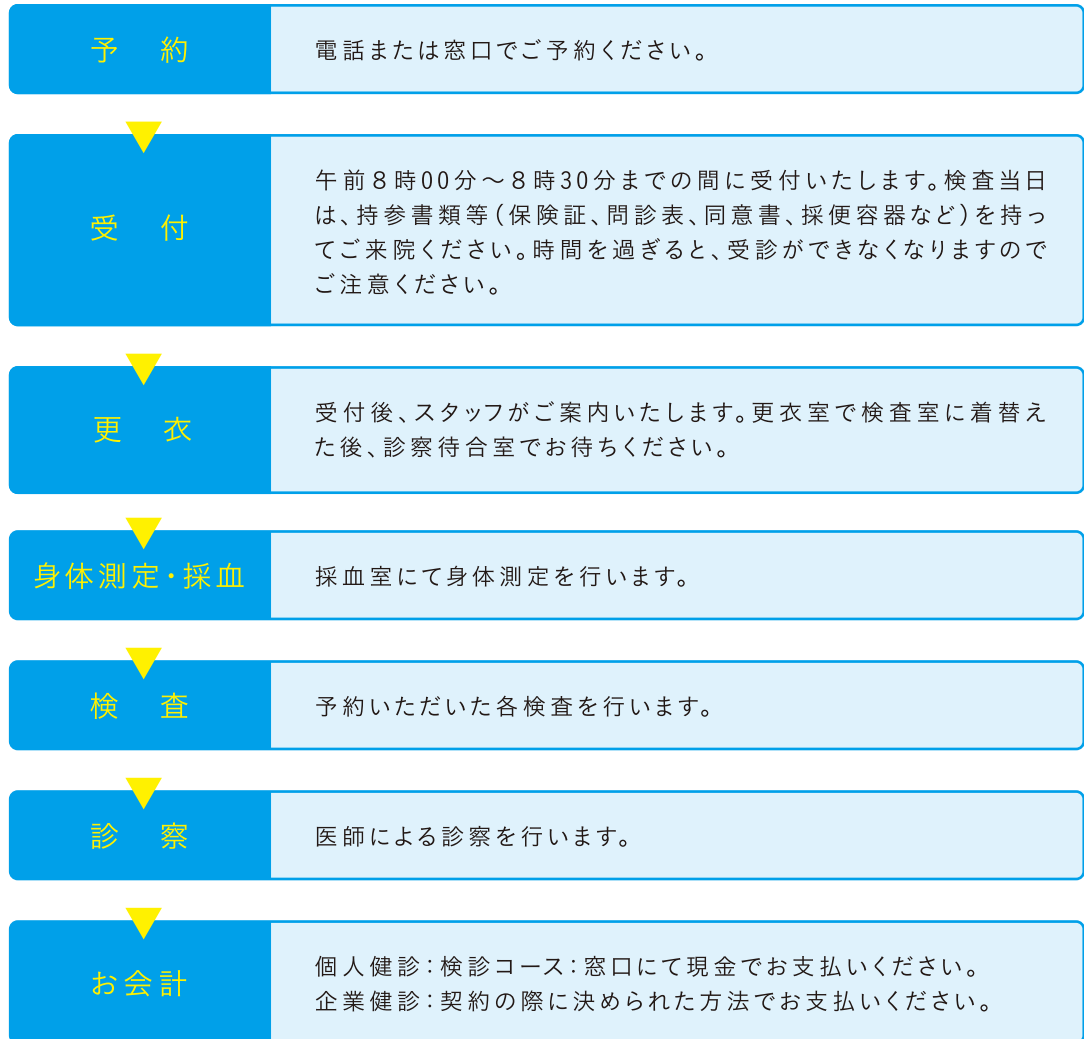 予 約
電話または窓口でご予約ください。
受 付
午前8時00分～8時30分までの間に受付いたします。検査当日
は、持参書類等(保険証、問診表、同意書、採便容器など)を持っ
てご来院ください。時間を過ぎると、受診ができなくなりますので
ご注意ください。
更 衣
受付後、スタッフがご案内いたします。更衣室で検査室に着替え
た後、診察待合室でお待ちください。
身体測定・採血
採血室にて身体測定を行います。
検 査
予約いただいた各検査を行います。
診 察
医師による診察を行います。
お会計
個人健診：検診コース：窓口にて現金でお支払いください。
企業健診：契約の際に決められた方法でお支払いください。